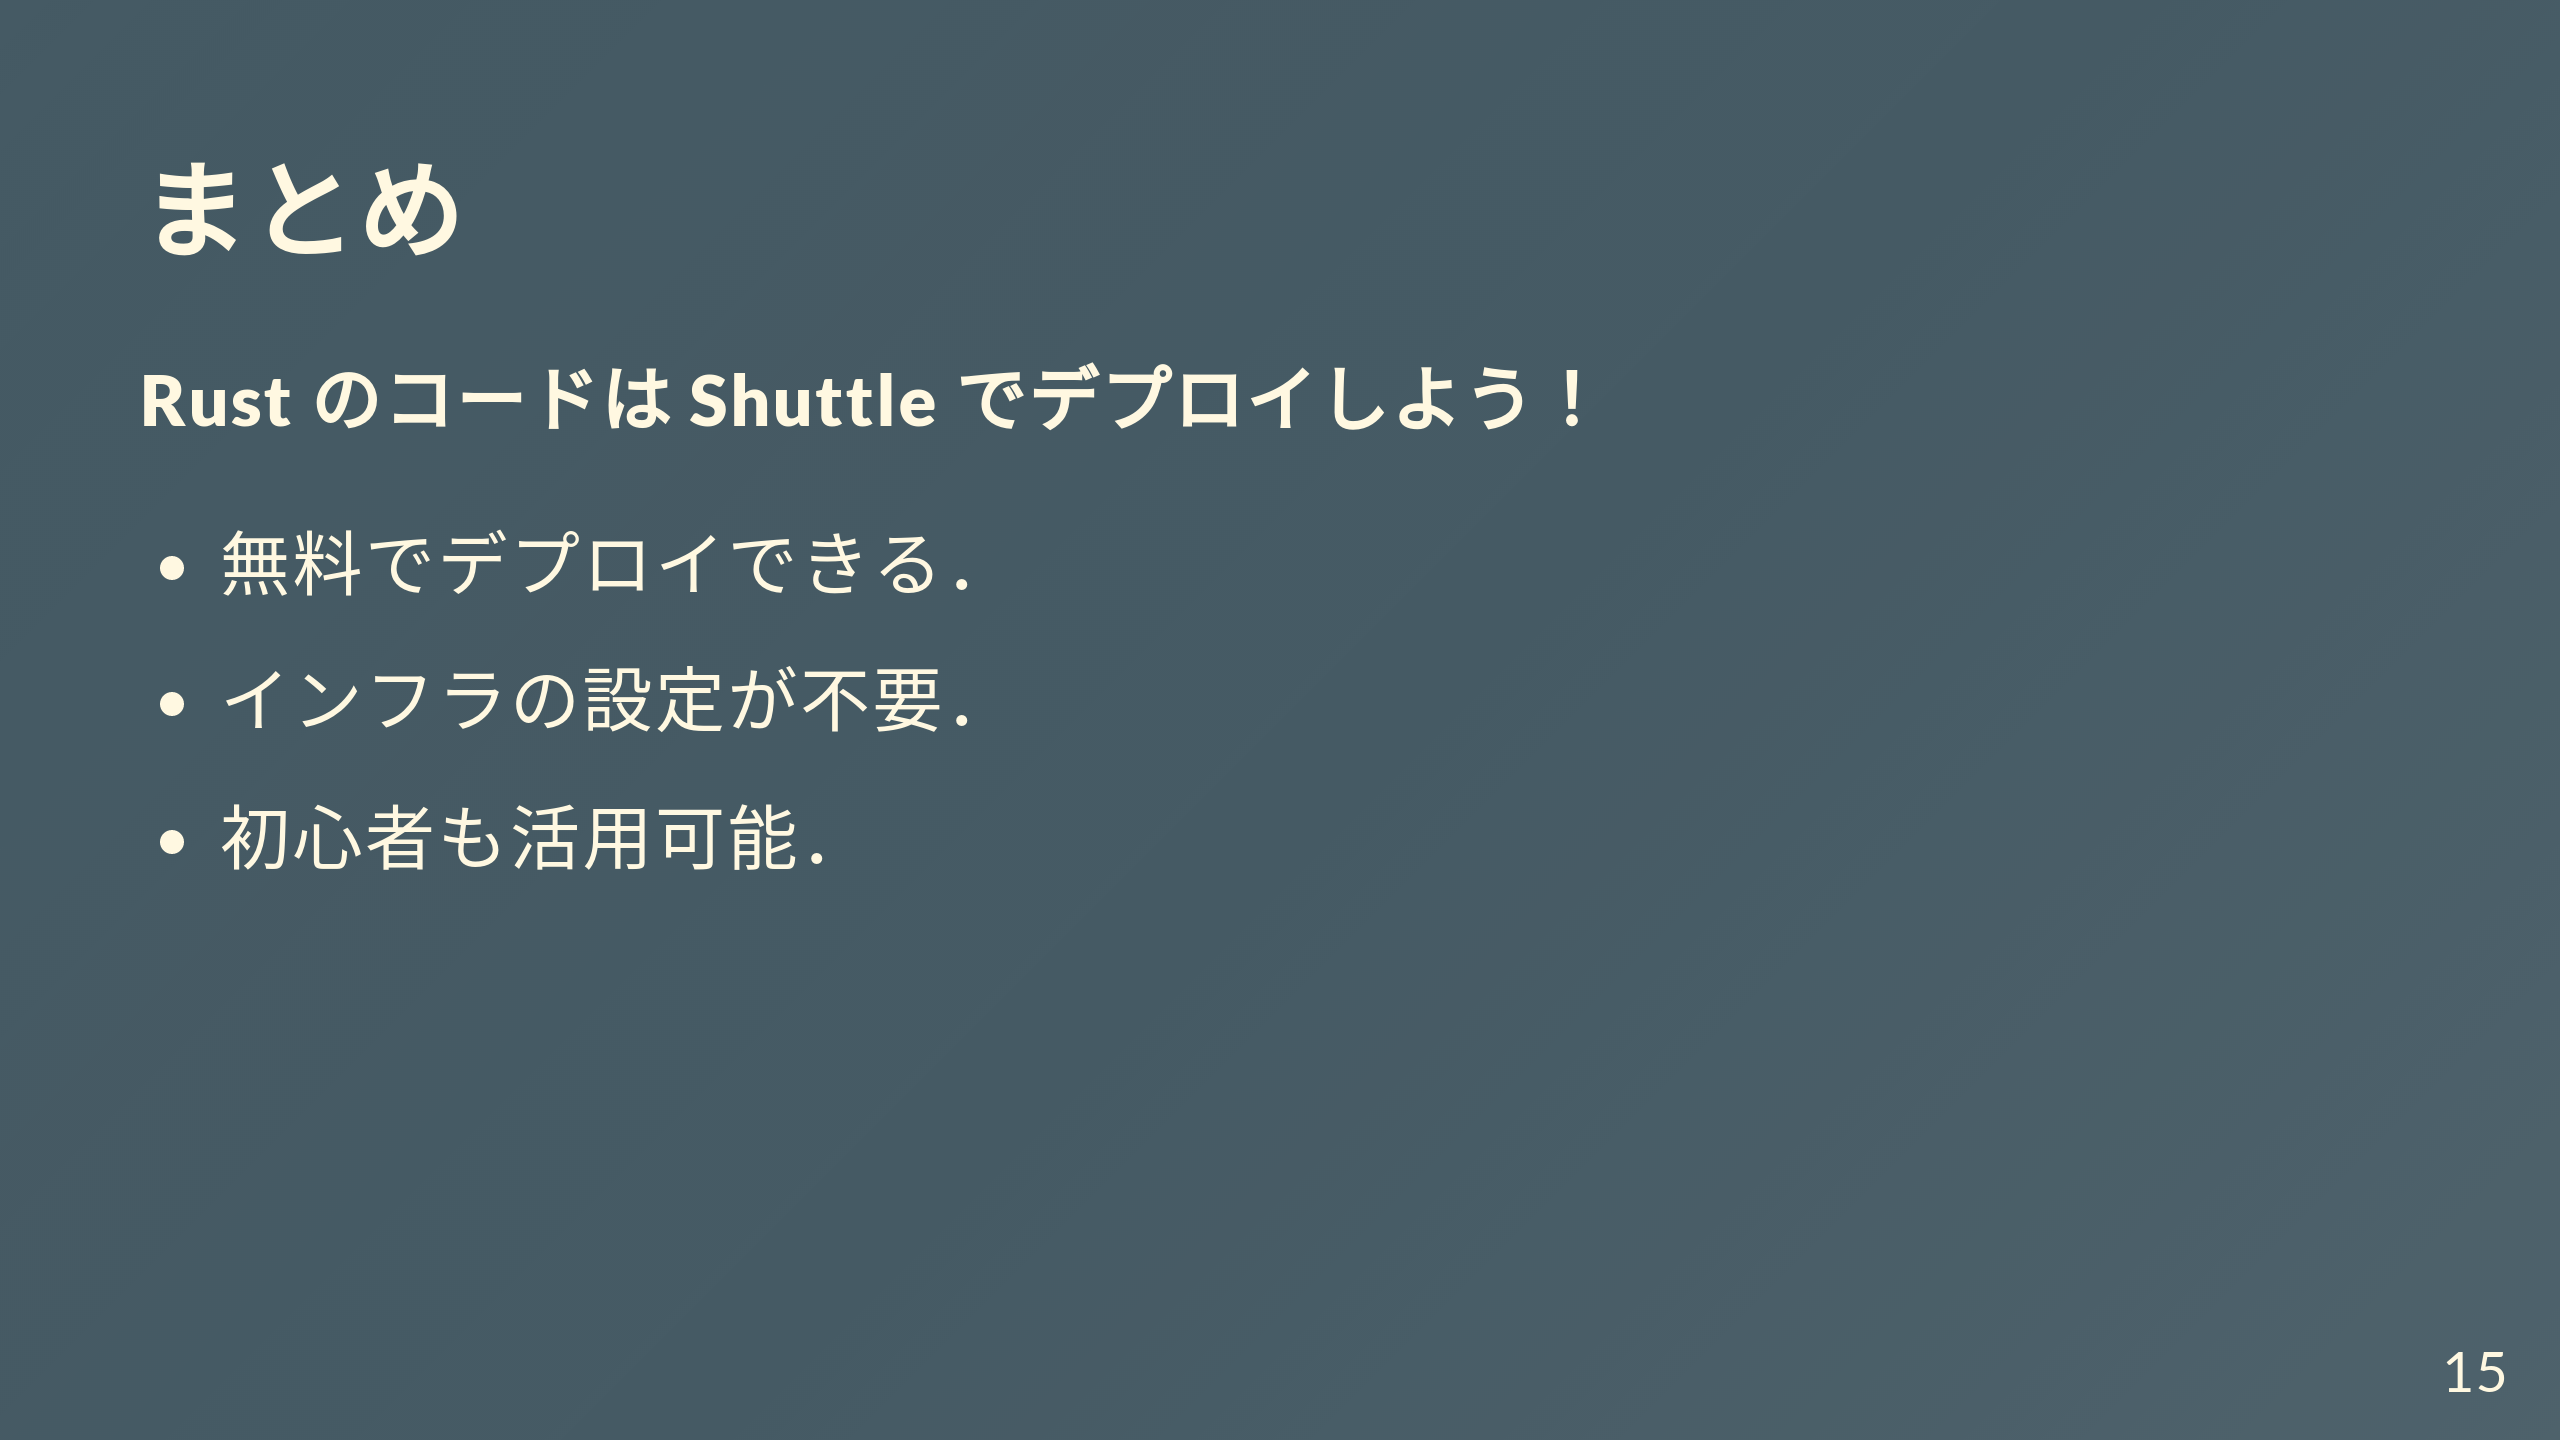 まとめ
Rust のコードは Shuttle でデプロイしよう！
• 無料でデプロイできる．
• インフラの設定が不要．
• 初心者も活用可能．
15